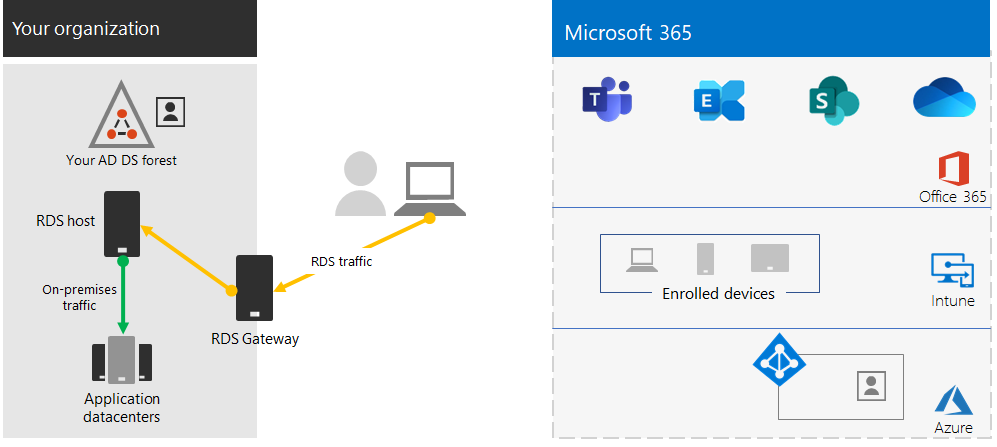 Your organization
Your AD DS forest
RDS host
On-premises
traffic
Application
datacenters
RDS Gateway
RDS traffic
Microsoft 365
T
E
S
Office 365
Enrolled devices
Intune
Azure